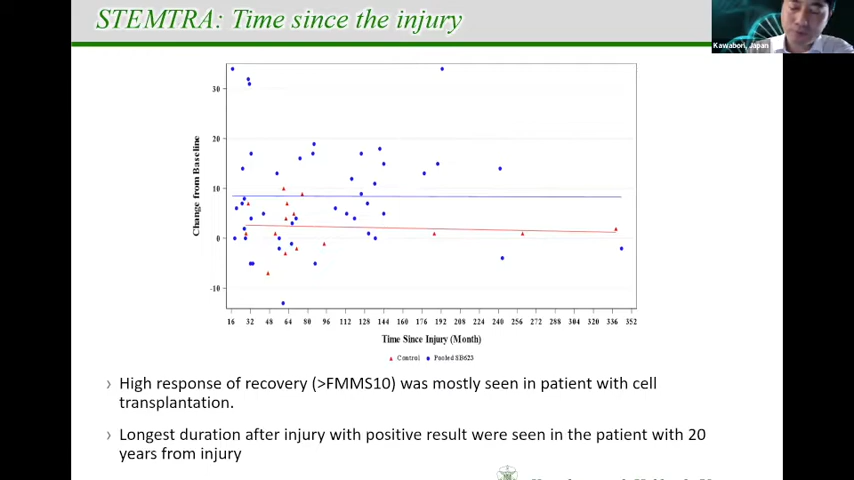 STEMTRA: Time since the injury
Kawabori, Japan
30
20
10
0
-10
Change from Baseline
16 32 48 64 80 96 112 128 144 160 176 192 208 224 240 256 272 288 304 320 336 352
Time Since Injury (Month)
Control Pooled SB623
› High response of recovery (>FMMS10) was mostly seen in patient with cell
transplantation.
› Longest duration after injury with positive result were seen in the patient with 20
years from injury